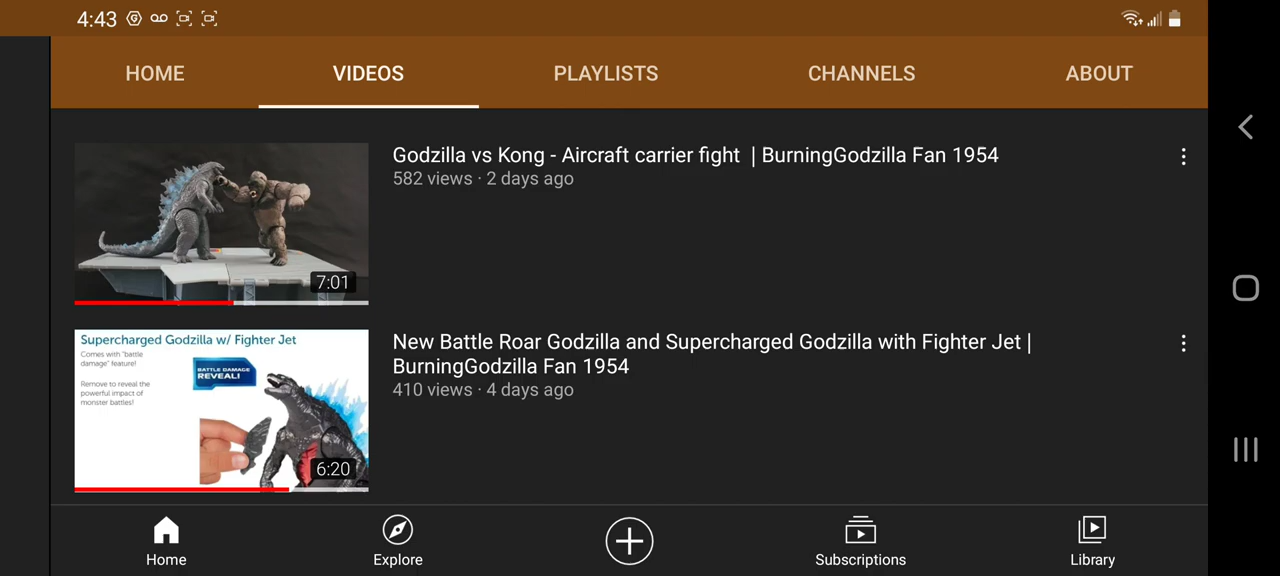 4:43
HOME
VIDEOS
PLAYLISTS
CHANNELS
ABOUT
Godzilla vs Kong - Aircraft carrier fight | BurningGodzilla Fan 1954
582 views · 2 days ago
7:01
Supercharged Godzilla w/ Fighter Jet
Comes with "battle
damage" feature!
Remove to reveal the
powerful impact of
monster battles!
BATTLE DAMAGE
REVEAL!
6:20
New Battle Roar Godzilla and Supercharged Godzilla with Fighter Jet |
BurningGodzilla Fan 1954
410 views · 4 days ago
Home
Explore
Subscriptions
Library